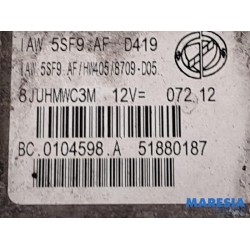 IAW 5SF9.AF D419
IAW 5SF9.AF/HW405/8709-D05
8JUHMWC3M 12V= 072.12
BC.0104598.A 51880187
MARESIA